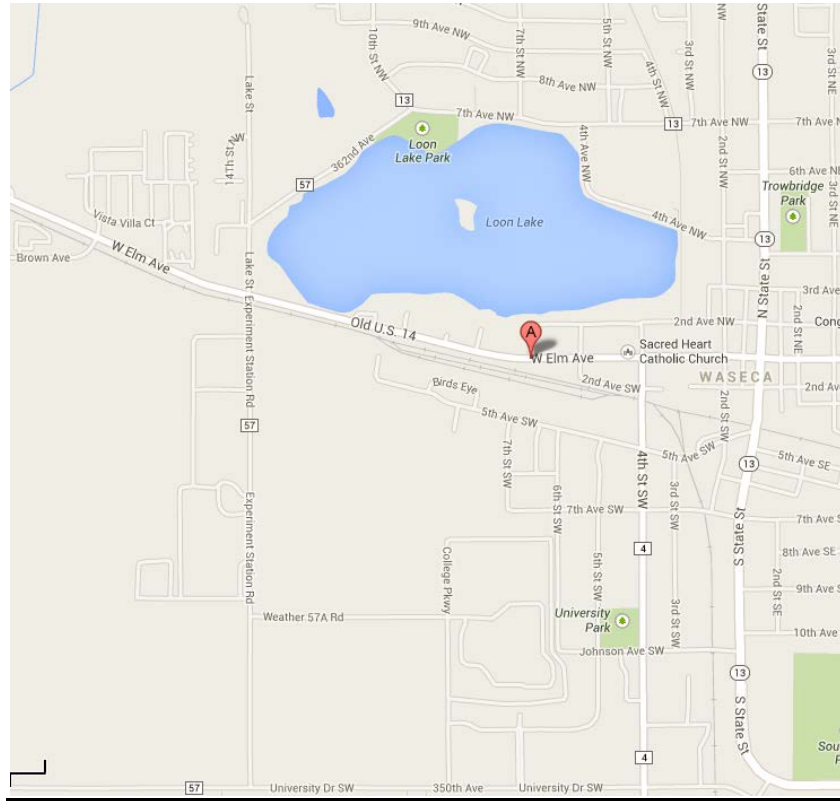 State St
9th Ave NW
10th St NW
7th St NW
5th St NW
3rd St NW
3rd St NE
8th Ave NW
4th St NW
13
Lake St
13
7th Ave NW
13
7th Ave NW
7th A
14TH St NW
362nd Ave
Loon
Lake Park
4th Ave NW
2nd St NW
6th Ave N
Trowbridge
Park
57
Vista Villa Ct
Loon Lake
4th Ave NW
13
W Elm Ave
Brown Ave
Lake St
N State St
3rd Ave
Old U.S. 14
2nd Ave NW
2nd St NE
Cong
A
W Elm Ave
Sacred Heart
Catholic Church
WASECA
Experiment Station Rd
Birds Eye
2nd Ave SW
2nd Av
2nd St SW
2nd St SE
57
5th Ave SW
7th St SW
5th Ave SW
5th Ave SE
13
4th St SW
3rd St SW
6th St SW
7th Ave SW
7th Ave S
Experiment Station Rd
S State St
College Pkwy
5th St SW
4
8th Ave SE
2nd St SE
9th Ave
Weather 57A Rd
University
Park
3rd St SW
10th Ave
Johnson Ave SW
13
S State St
Sou
P
4
57
University Dr SW
350th Ave
University Dr SW